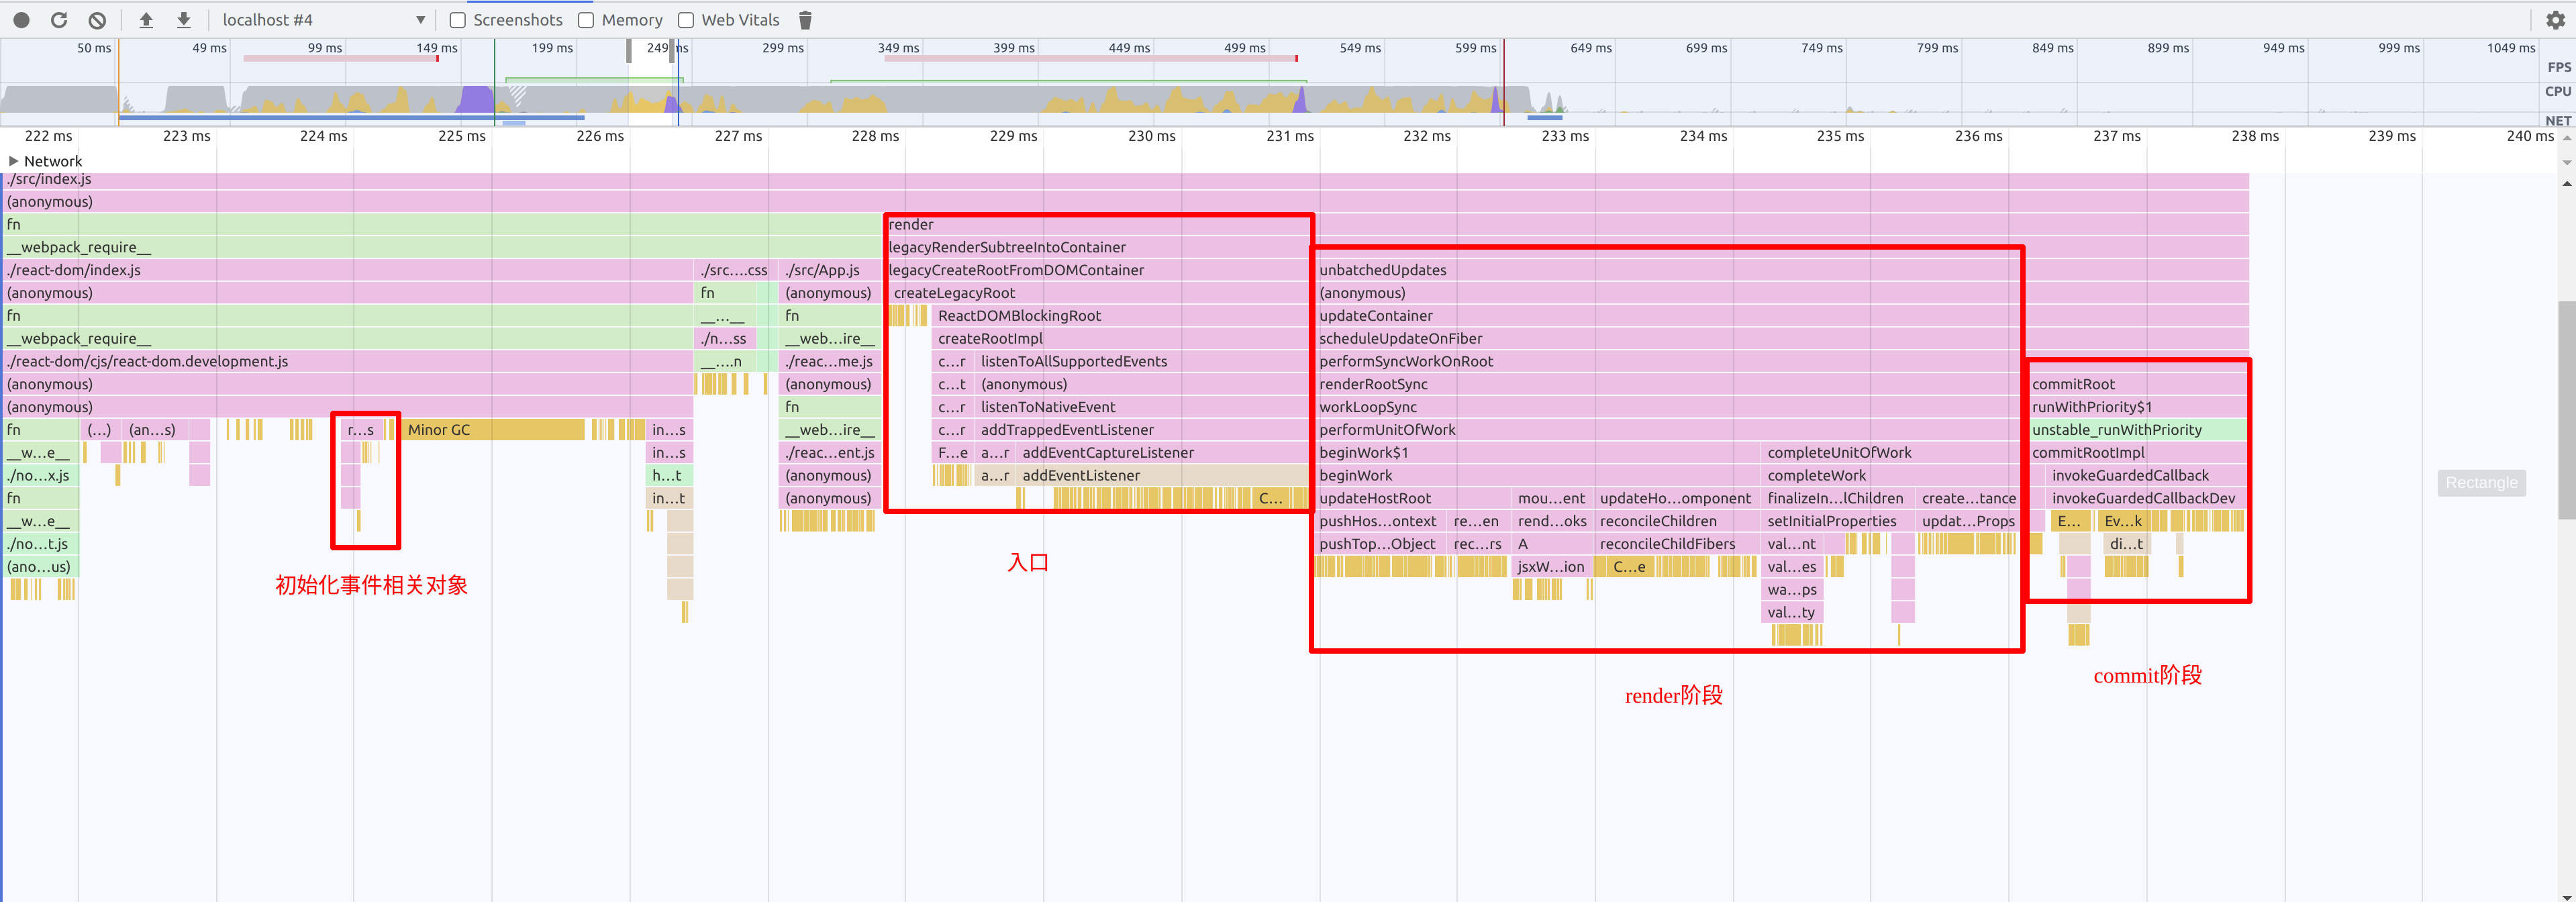 localhost #4 Screenshots Memory Web Vitals
50 ms 49 ms 99 ms 149 ms 199 ms 249 ms 299 ms 349 ms 399 ms 449 ms 499 ms 549 ms 599 ms 649 ms 699 ms 749 ms 799 ms 849 ms 899 ms 949 ms 999 ms 1049 ms
FPS
CPU
NET
222 ms 223 ms 224 ms 225 ms 226 ms 227 ms 228 ms 229 ms 230 ms 231 ms 232 ms 233 ms 234 ms 235 ms 236 ms 237 ms 238 ms 239 ms 240 ms
Network
./src/index.js
(anonymous)
fn render
__webpack_require__ legacyRenderSubtreeIntoContainer
./react-dom/index.js ./src….css ./src/App.js legacyCreateRootFromDOMContainer unbatchedUpdates
(anonymous) fn (anonymous) createLegacyRoot (anonymous)
fn __…__ fn ReactDOMBlockingRoot updateContainer
__webpack_require__ ./n…ss __web…ire__ createRootImpl scheduleUpdateOnFiber
./react-dom/cjs/react-dom.development.js __….n ./reac…me.js c…r listenToAllSupportedEvents performSyncWorkOnRoot
(anonymous) (anonymous) c…t (anonymous) renderRootSync commitRoot
(anonymous) fn c…r listenToNativeEvent workLoopSync runWithPriority$1
fn (…) (an…s) r…s Minor GC in…s __web…ire__ c…r addTrappedEventListener performUnitOfWork unstable_runWithPriority
__w…e__ in…s ./reac…ent.js F…e a…r addEventCaptureListener beginWork$1 completeUnitOfWork commitRootImpl
./no…x.js h…t (anonymous) a…r addEventListener beginWork completeWork invokeGuardedCallback
fn in…t (anonymous) C… updateHostRoot mou…ent updateHo…omponent finalizeIn…lChildren create…tance invokeGuardedCallbackDev
__w…e__ pushHos…ontext re…en rend…oks reconcileChildren setInitialProperties updat…Props E… Ev…k
./no…t.js pushTop…Object rec…rs A reconcileChildFibers val…nt di…t
(ano…us) jsxW…ion C…e val…es
wa…ps
val…ty
Rectangle
初始化事件相关对象
入口
render阶段
commit阶段